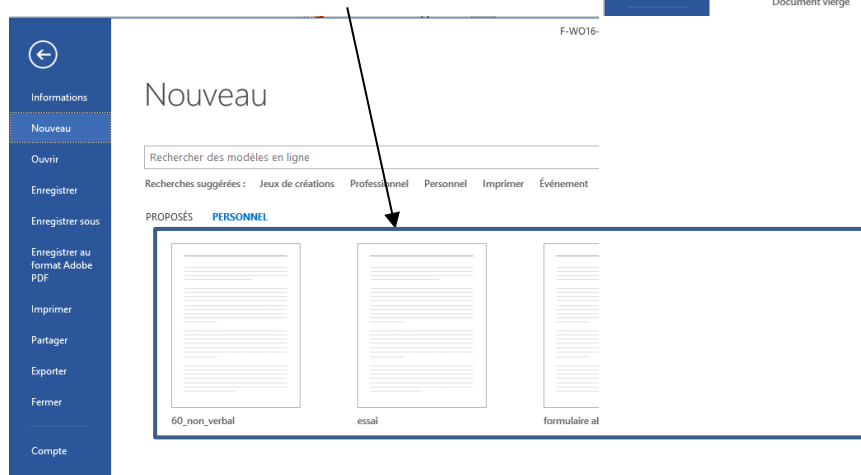 Document vierge
F-WO16-
Informations
Nouveau
Ouvrir
Enregistrer
Enregistrer sous
Enregistrer au
format Adobe
PDF
Imprimer
Partager
Exporter
Fermer
Compte
Nouveau
Rechercher des modèles en ligne
Recherches suggérées : Jeux de créations Professionnel Personnel Imprimer Événement
PROPOSÉS PERSONNEL
60_non_verbal essai formulaire